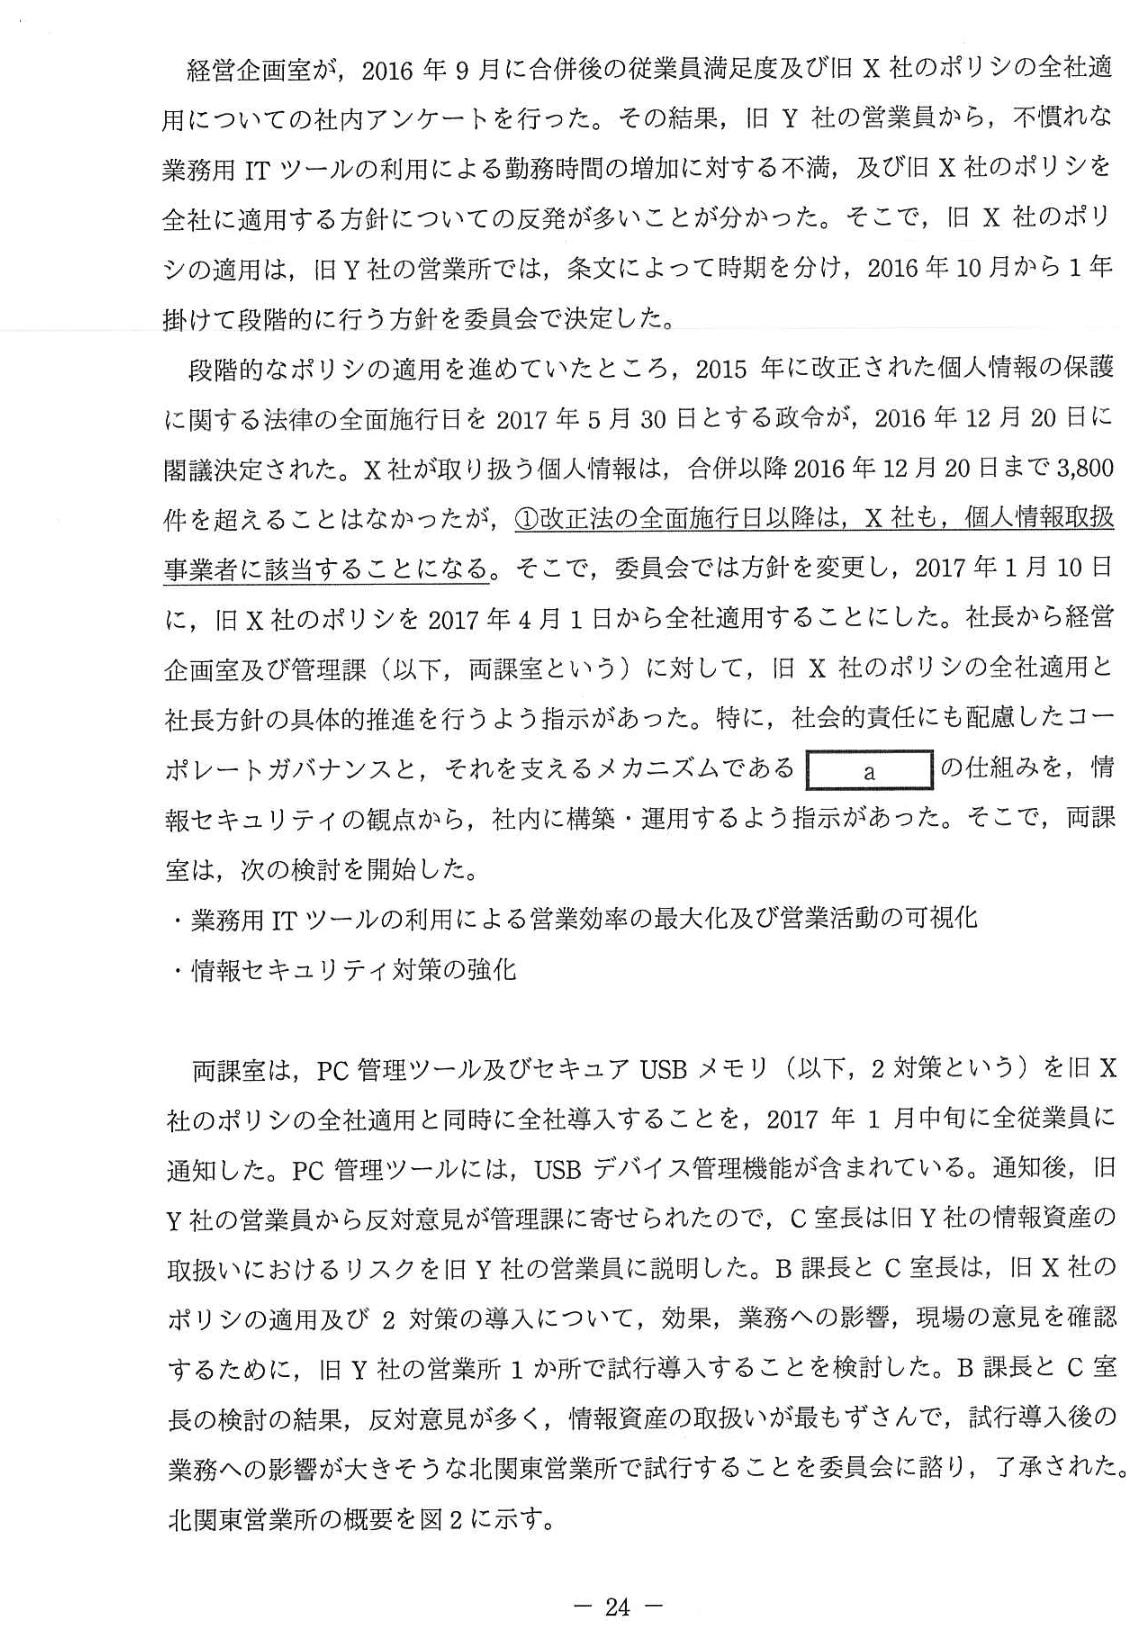 経営企画室が，2016 年 9 月に合併後の従業員満足度及び旧 X 社のポリシの全社適
用についての社内アンケートを行った。その結果，旧 Y 社の営業員から，不慣れな
業務用 IT ツールの利用による勤務時間の増加に対する不満，及び旧 X 社のポリシを
全社に適用する方針についての反発が多いことが分かった。そこで，旧 X 社のポリ
シの適用は，旧 Y 社の営業所では，条文によって時期を分け，2016 年 10 月から 1 年
掛けて段階的に行う方針を委員会で決定した。
段階的なポリシの適用を進めていたところ，2015 年に改正された個人情報の保護
に関する法律の全面施行日を 2017 年 5 月 30 日とする政令が，2016 年 12 月 20 日に
閣議決定された。X 社が取り扱う個人情報は，合併以降 2016 年 12 月 20 日まで 3,800
件を超えることはなかったが，①改正法の全面施行日以降は，X 社も，個人情報取扱
事業者に該当することになる。そこで，委員会では方針を変更し，2017 年 1 月 10 日
に，旧 X 社のポリシを 2017 年 4 月 1 日から全社適用することにした。社長から経営
企画室及び管理課（以下，両課室という）に対して，旧 X 社のポリシの全社適用と
社長方針の具体的推進を行うよう指示があった。特に，社会的責任にも配慮したコー
ポレートガバナンスと，それを支えるメカニズムである a の仕組みを，情
報セキュリティの観点から，社内に構築・運用するよう指示があった。そこで，両課
室は，次の検討を開始した。
・業務用 IT ツールの利用による営業効率の最大化及び営業活動の可視化
・情報セキュリティ対策の強化
両課室は，PC 管理ツール及びセキュア USB メモリ（以下，2 対策という）を旧 X
社のポリシの全社適用と同時に全社導入することを，2017 年 1 月中旬に全従業員に
通知した。PC 管理ツールには，USB デバイス管理機能が含まれている。通知後，旧
Y 社の営業員から反対意見が管理課に寄せられたので，C 室長は旧 Y 社の情報資産の
取扱いにおけるリスクを旧 Y 社の営業員に説明した。B 課長と C 室長は，旧 X 社の
ポリシの適用及び 2 対策の導入について，効果，業務への影響，現場の意見を確認
するために，旧 Y 社の営業所 1 か所で試行導入することを検討した。B 課長と C 室
長の検討の結果，反対意見が多く，情報資産の取扱いが最もずさんで，試行導入後の
業務への影響が大きそうな北関東営業所で試行することを委員会に諮り，了承された。
北関東営業所の概要を図 2 に示す。
－ 24 －